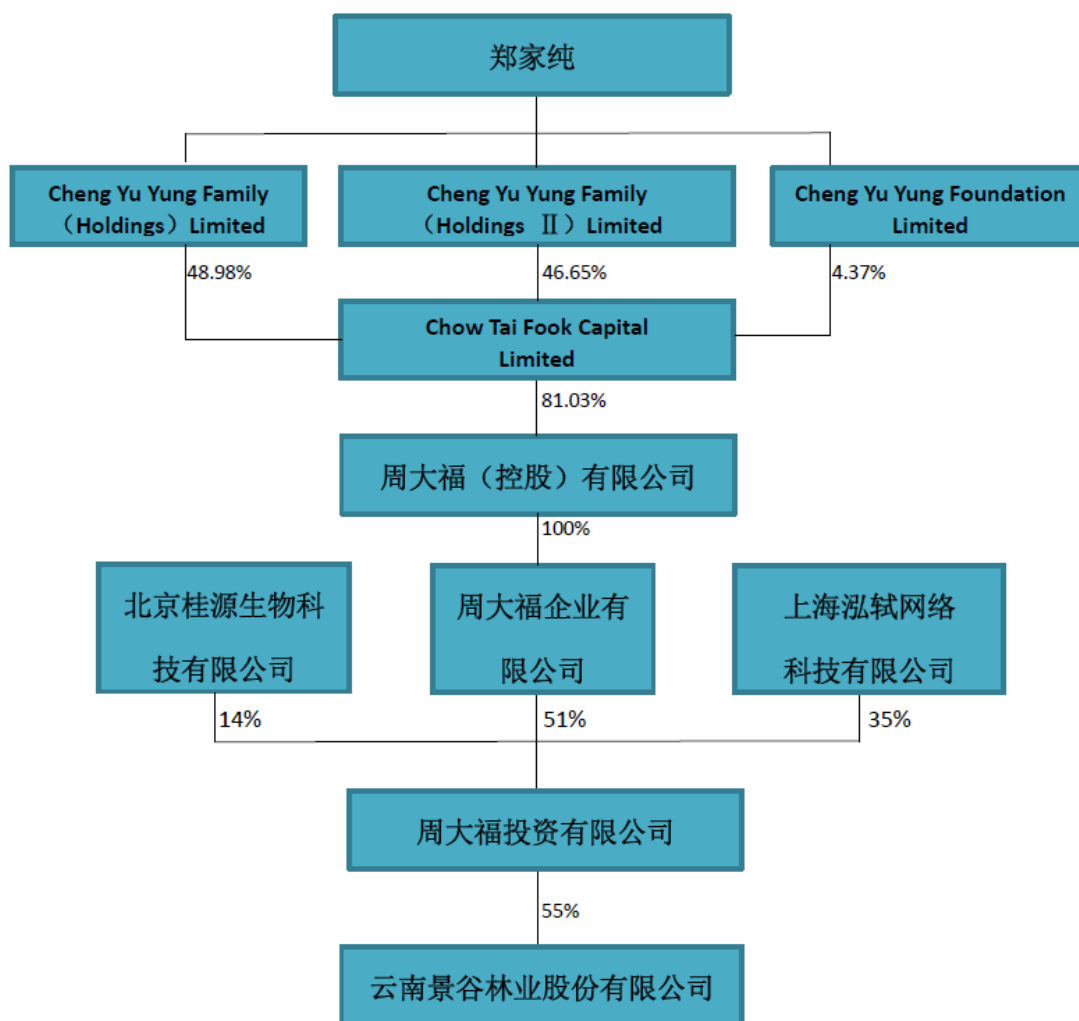 郑家纯
Cheng Yu Yung Family
（Holdings）Limited
Cheng Yu Yung Family
（Holdings Ⅱ）Limited
Cheng Yu Yung Foundation
Limited
48.98%
46.65%
4.37%
Chow Tai Fook Capital
Limited
81.03%
周大福（控股）有限公司
100%
北京桂源生物科
技有限公司
周大福企业有
限公司
上海泓轼网络
科技有限公司
14%
51%
35%
周大福投资有限公司
55%
云南景谷林业股份有限公司